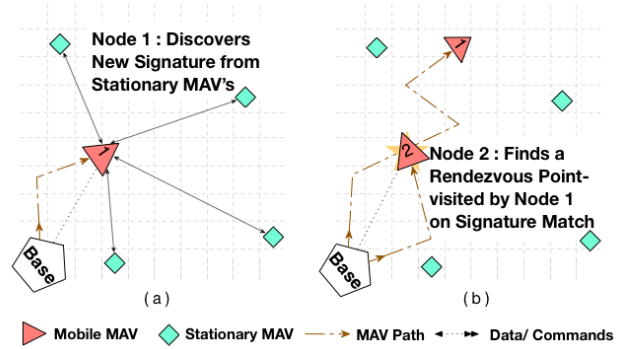 Node 1 : Discovers
New Signature from
Stationary MAV's
1
Base
( a )
1
2
Node 2 : Finds a
Rendezvous Point-
visited by Node 1
on Signature Match
Base
( b )
Mobile MAV
Stationary MAV
MAV Path
Data/ Commands